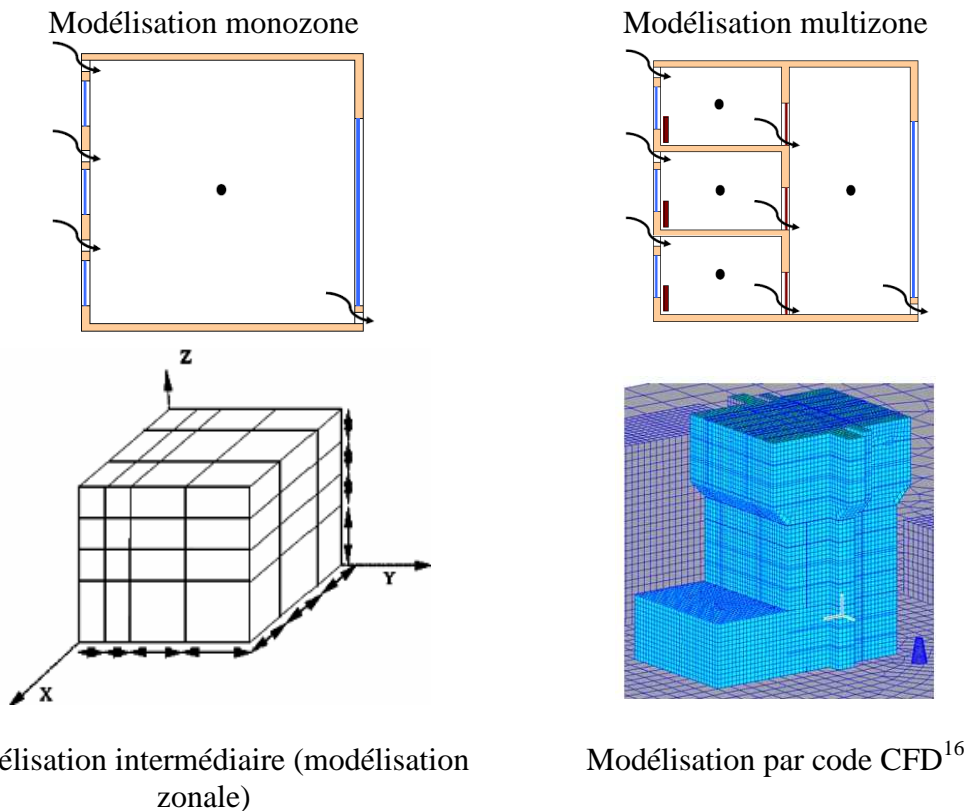 Modélisation monozone
Modélisation multizone
Z
Y
X
élisation intermédiaire (modélisation
zonale)
Modélisation par code CFD16